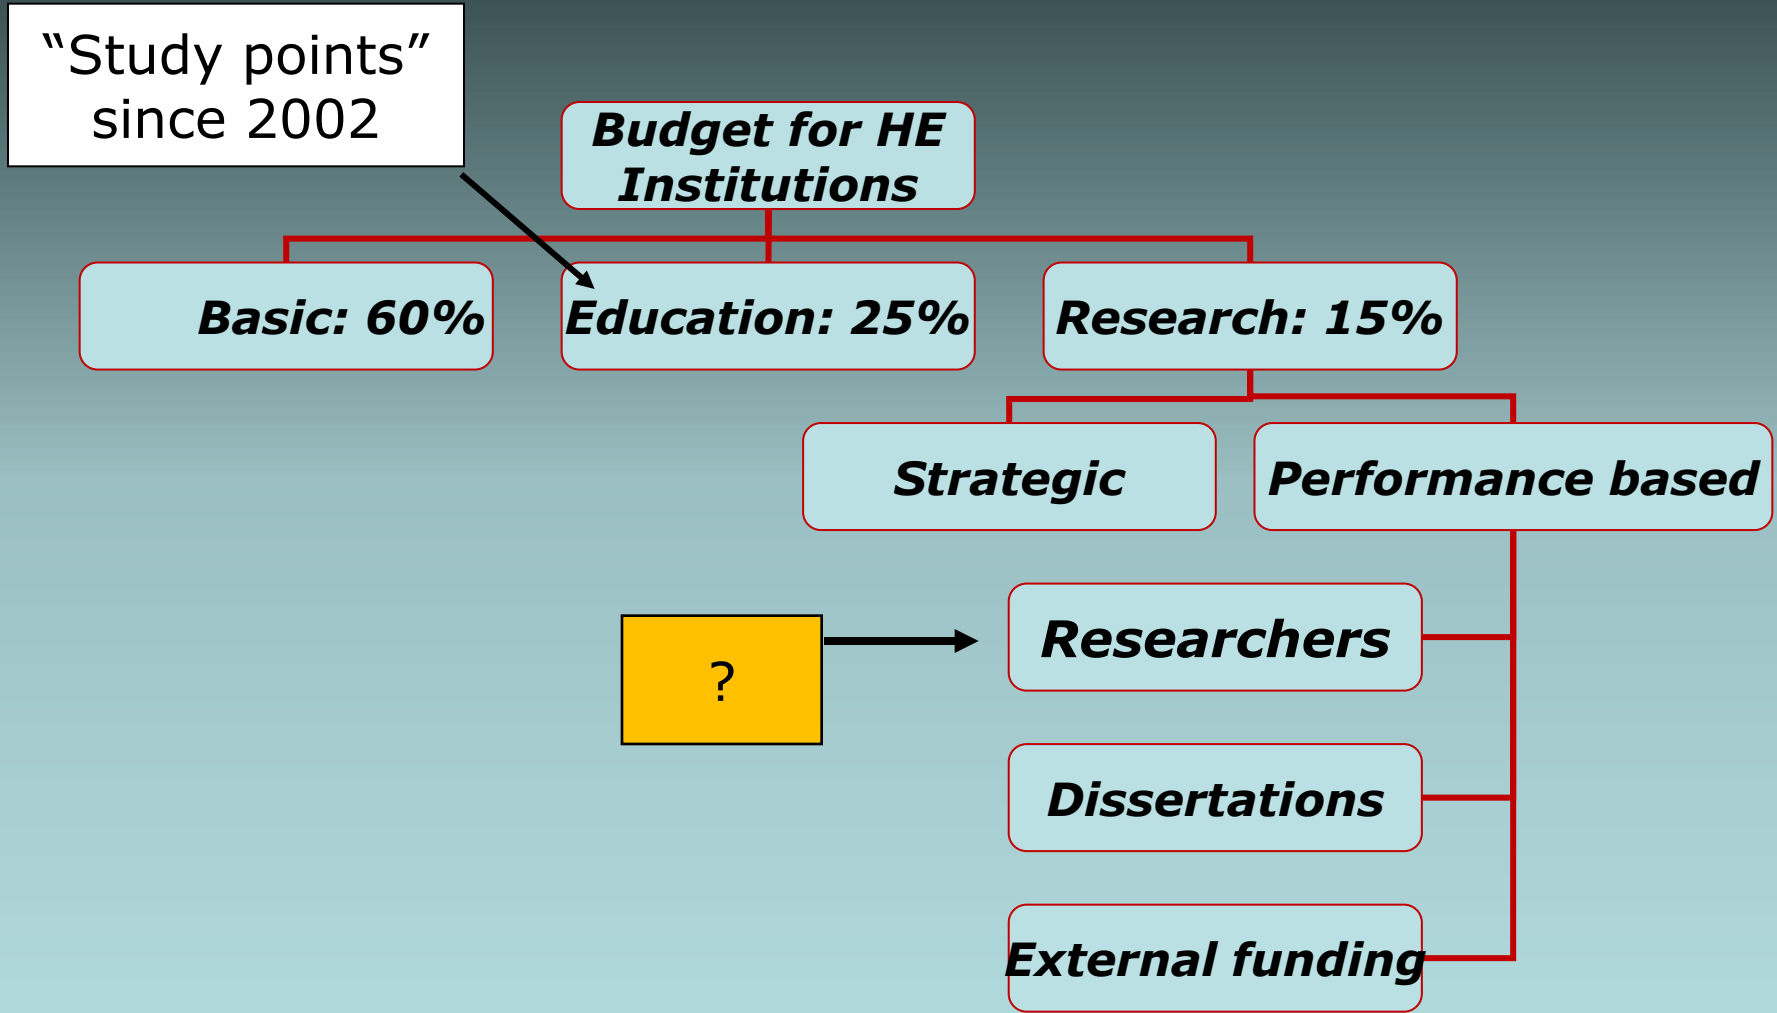 “Study points”
since 2002
Budget for HE
Institutions
Basic: 60%
Education: 25%
Research: 15%
Strategic
Performance based
Researchers
?
Dissertations
External funding